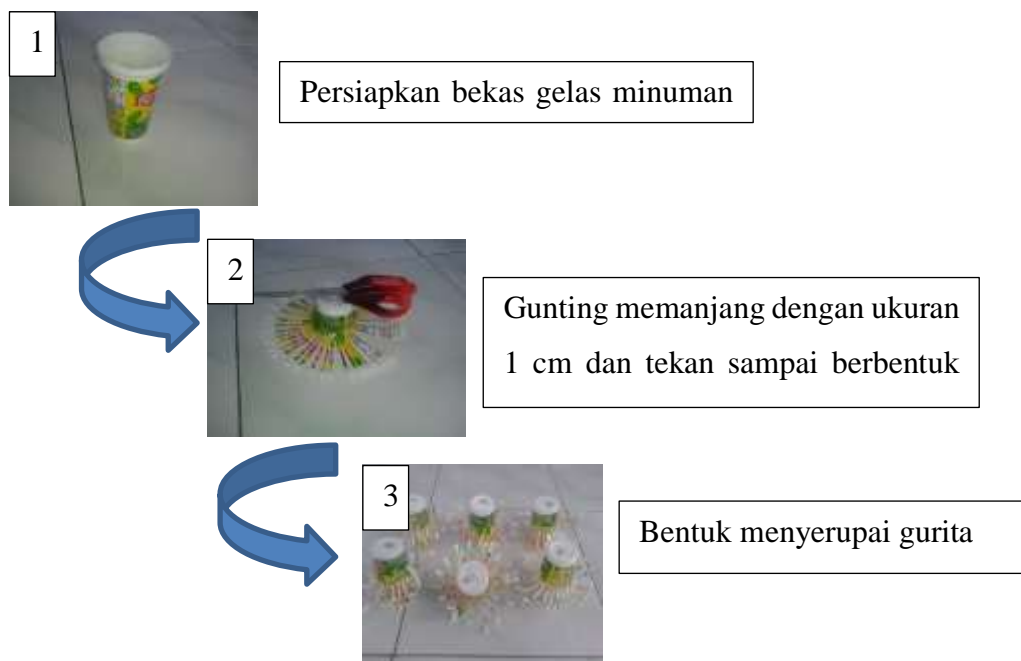 1
Persiapkan bekas gelas minuman
2
Gunting memanjang dengan ukuran
1 cm dan tekan sampai berbentuk
3
Bentuk menyerupai gurita